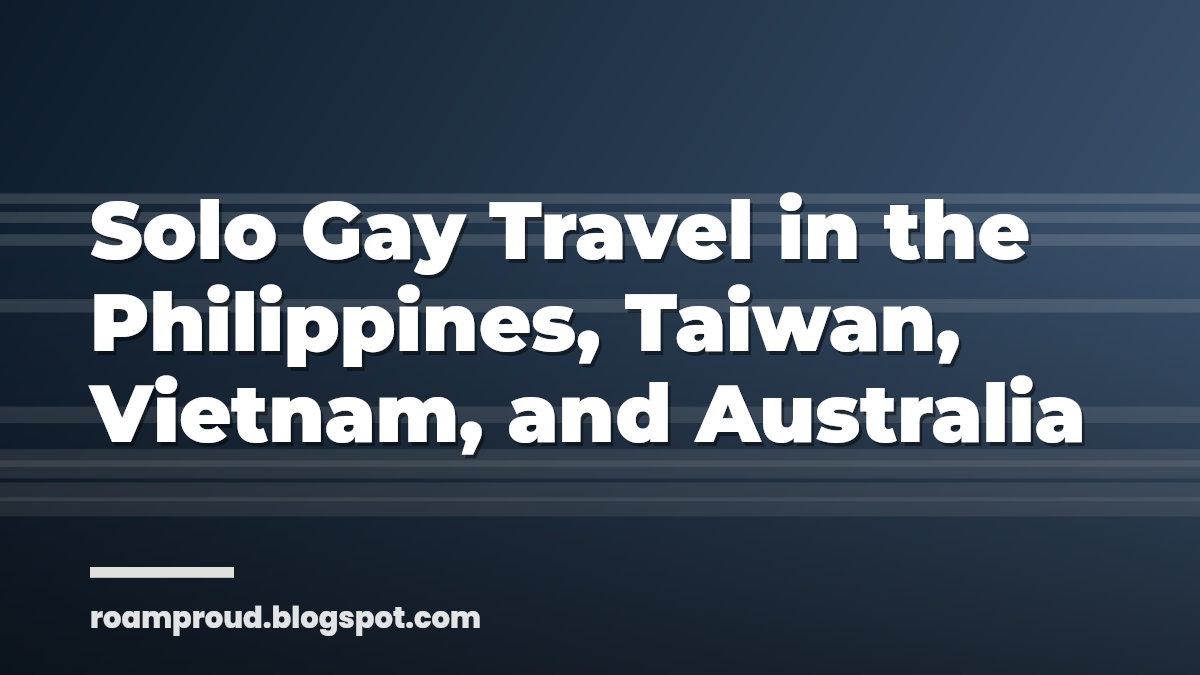 Solo Gay Travel in the
Philippines, Taiwan,
Vietnam, and Australia
roamproud.blogspot.com